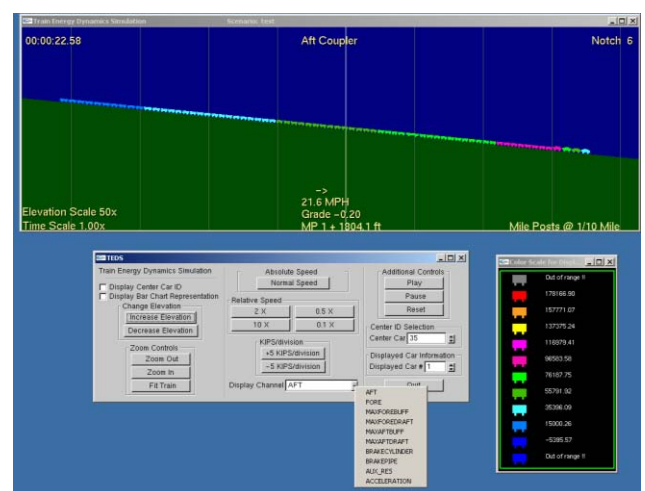 Train Energy Dynamics Simulation
Scenario: test
00:00:22.58
Aft Coupler
Notch 6
-->
21.6 MPH
Elevation Scale 50x
Grade -0.20
Time Scale 1.00x
MP 1 + 1804.1 ft
Mile Posts @ 1/10 Mile
TEDS
Train Energy Dynamics Simulation
Display Center Car ID
Display Bar Chart Representation
Change Elevation
Increase Elevation
Decrease Elevation
Zoom Controls
Zoom Out
Zoom In
Fit Train
Absolute Speed
Normal Speed
Relative Speed
2 X
0.5 X
10 X
0.1 X
KIPS/division
+5 KIPS/division
-5 KIPS/division
Display Channel AFT
Additional Controls
Play
Pause
Reset
Center ID Selection
Center Car 35
Displayed Car Information
Displayed Car # 1
Quit
AFT
FORE
MAXFOREBUFF
MAXFOREDRAFT
MAXAFTBUFF
MAXAFTDRAFT
BRAKECYLINDER
BRAKEPIPE
AUX_RES
ACCELERATION
Color Scale for
Out of range !!
179166.90
157771.07
137375.24
116979.41
96583.58
76187.75
55791.92
35396.09
15000.26
-5395.57
Out of range !!